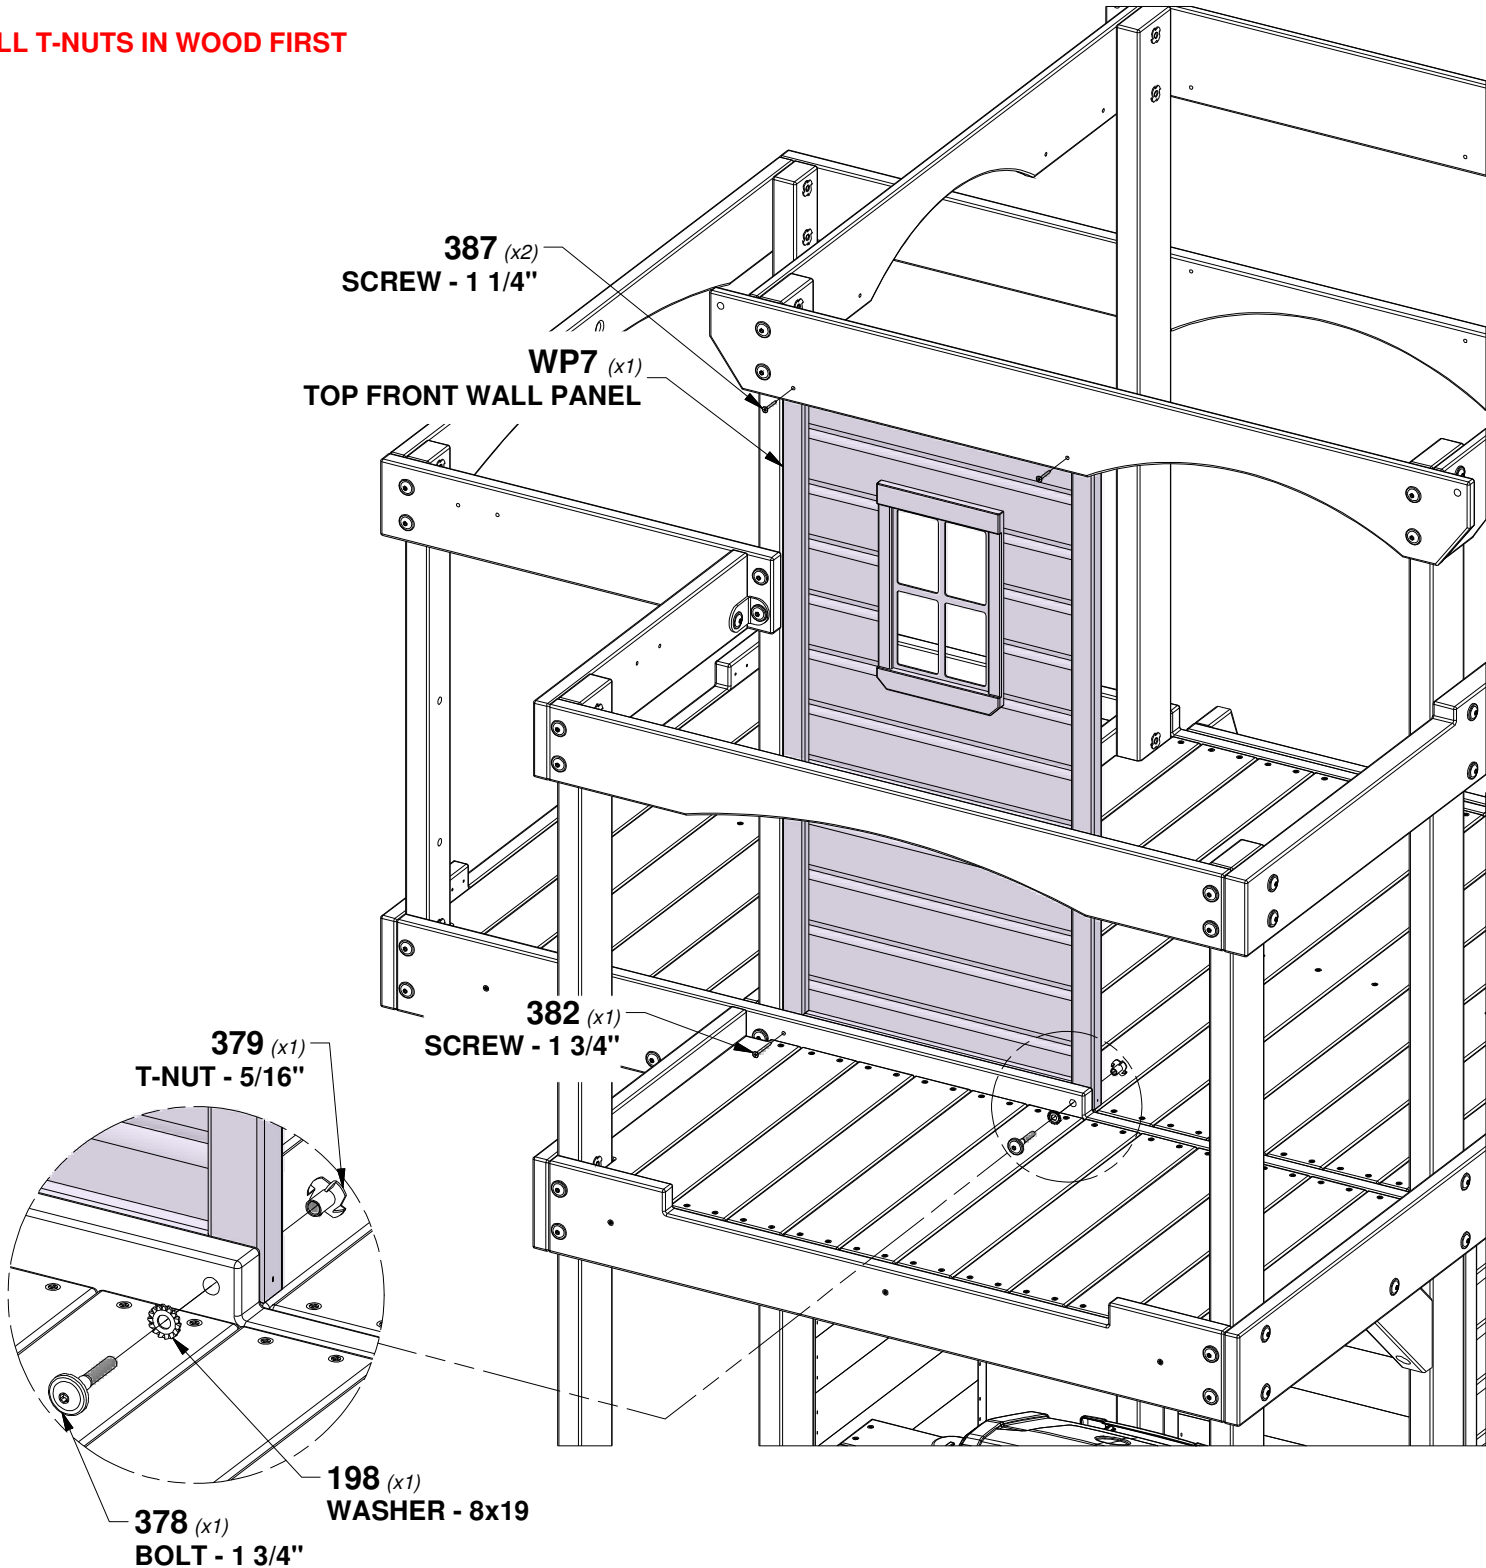 LL T-NUTS IN WOOD FIRST
387 (x2)
SCREW - 1 1/4"
WP7 (x1)
TOP FRONT WALL PANEL
382 (x1)
SCREW - 1 3/4"
379 (x1)
T-NUT - 5/16"
198 (x1)
WASHER - 8x19
378 (x1)
BOLT - 1 3/4"